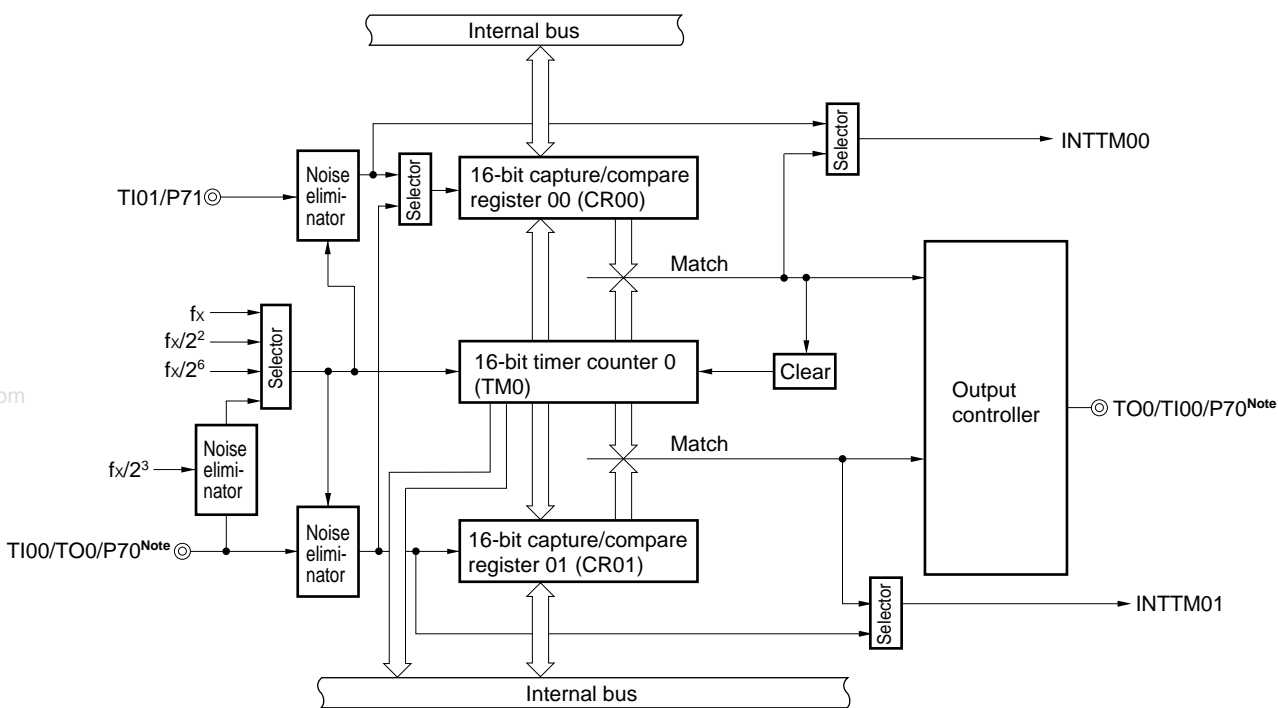 Internal bus
Selector
INTTM00
Noise
elimi-
nator
TI01/P71
Selector
16-bit capture/compare
register 00 (CR00)
Match
fX
fX/2²
fX/2⁶
Selector
16-bit timer counter 0
(TM0)
Clear
Output
controller
TO0/TI00/P70Note
om
fX/2³
Noise
elimi-
nator
Match
TI00/TO0/P70Note
Noise
elimi-
nator
16-bit capture/compare
register 01 (CR01)
Selector
INTTM01
Internal bus